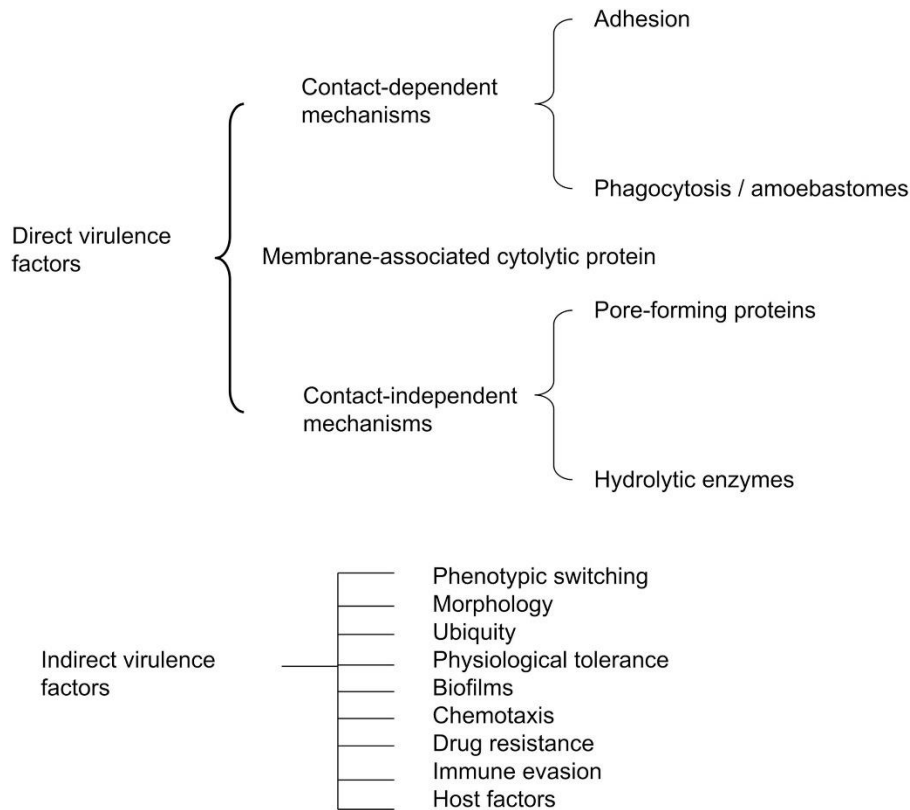 Adhesion
Contact-dependent
mechanisms
Phagocytosis / amoebastomes
Direct virulence
factors
Membrane-associated cytolytic protein
Pore-forming proteins
Contact-independent
mechanisms
Hydrolytic enzymes
Phenotypic switching
Morphology
Ubiquity
Indirect virulence
factors
Physiological tolerance
Biofilms
Chemotaxis
Drug resistance
Immune evasion
Host factors